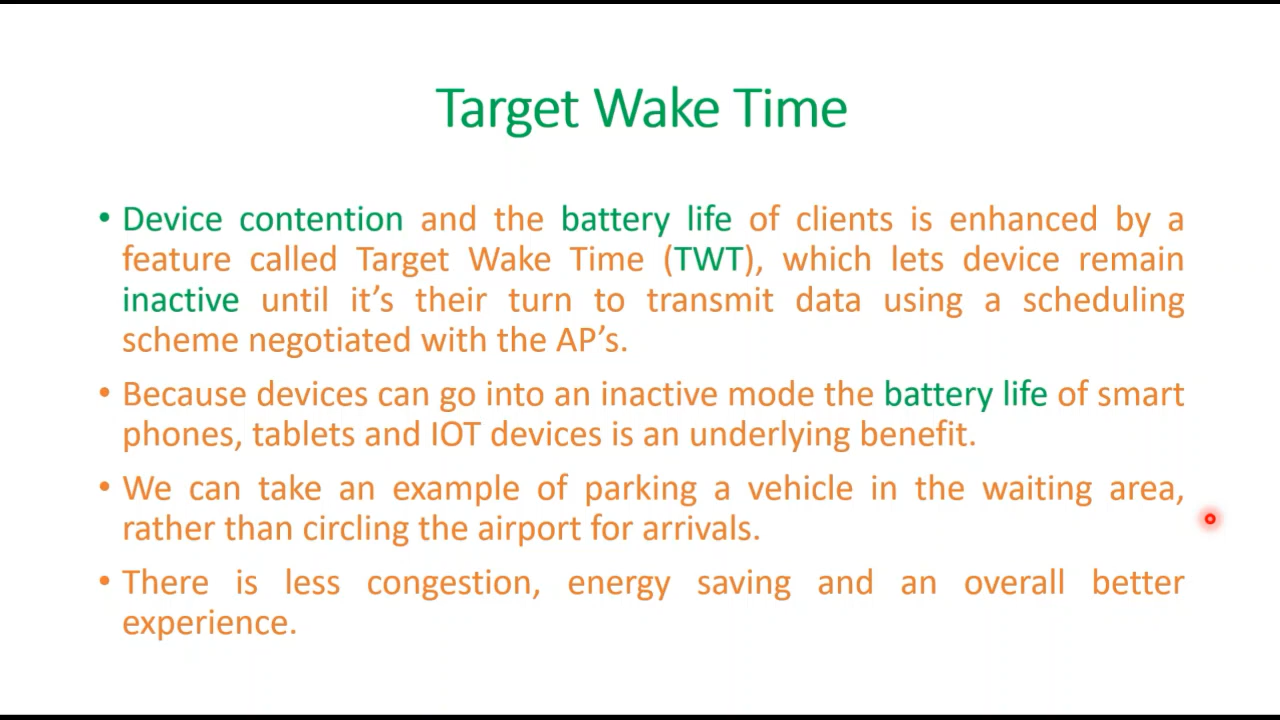 Target Wake Time
• Device contention and the battery life of clients is enhanced by a
feature called Target Wake Time (TWT), which lets device remain
inactive until it’s their turn to transmit data using a scheduling
scheme negotiated with the AP’s.
• Because devices can go into an inactive mode the battery life of smart
phones, tablets and IOT devices is an underlying benefit.
• We can take an example of parking a vehicle in the waiting area,
rather than circling the airport for arrivals.
• There is less congestion, energy saving and an overall better
experience.